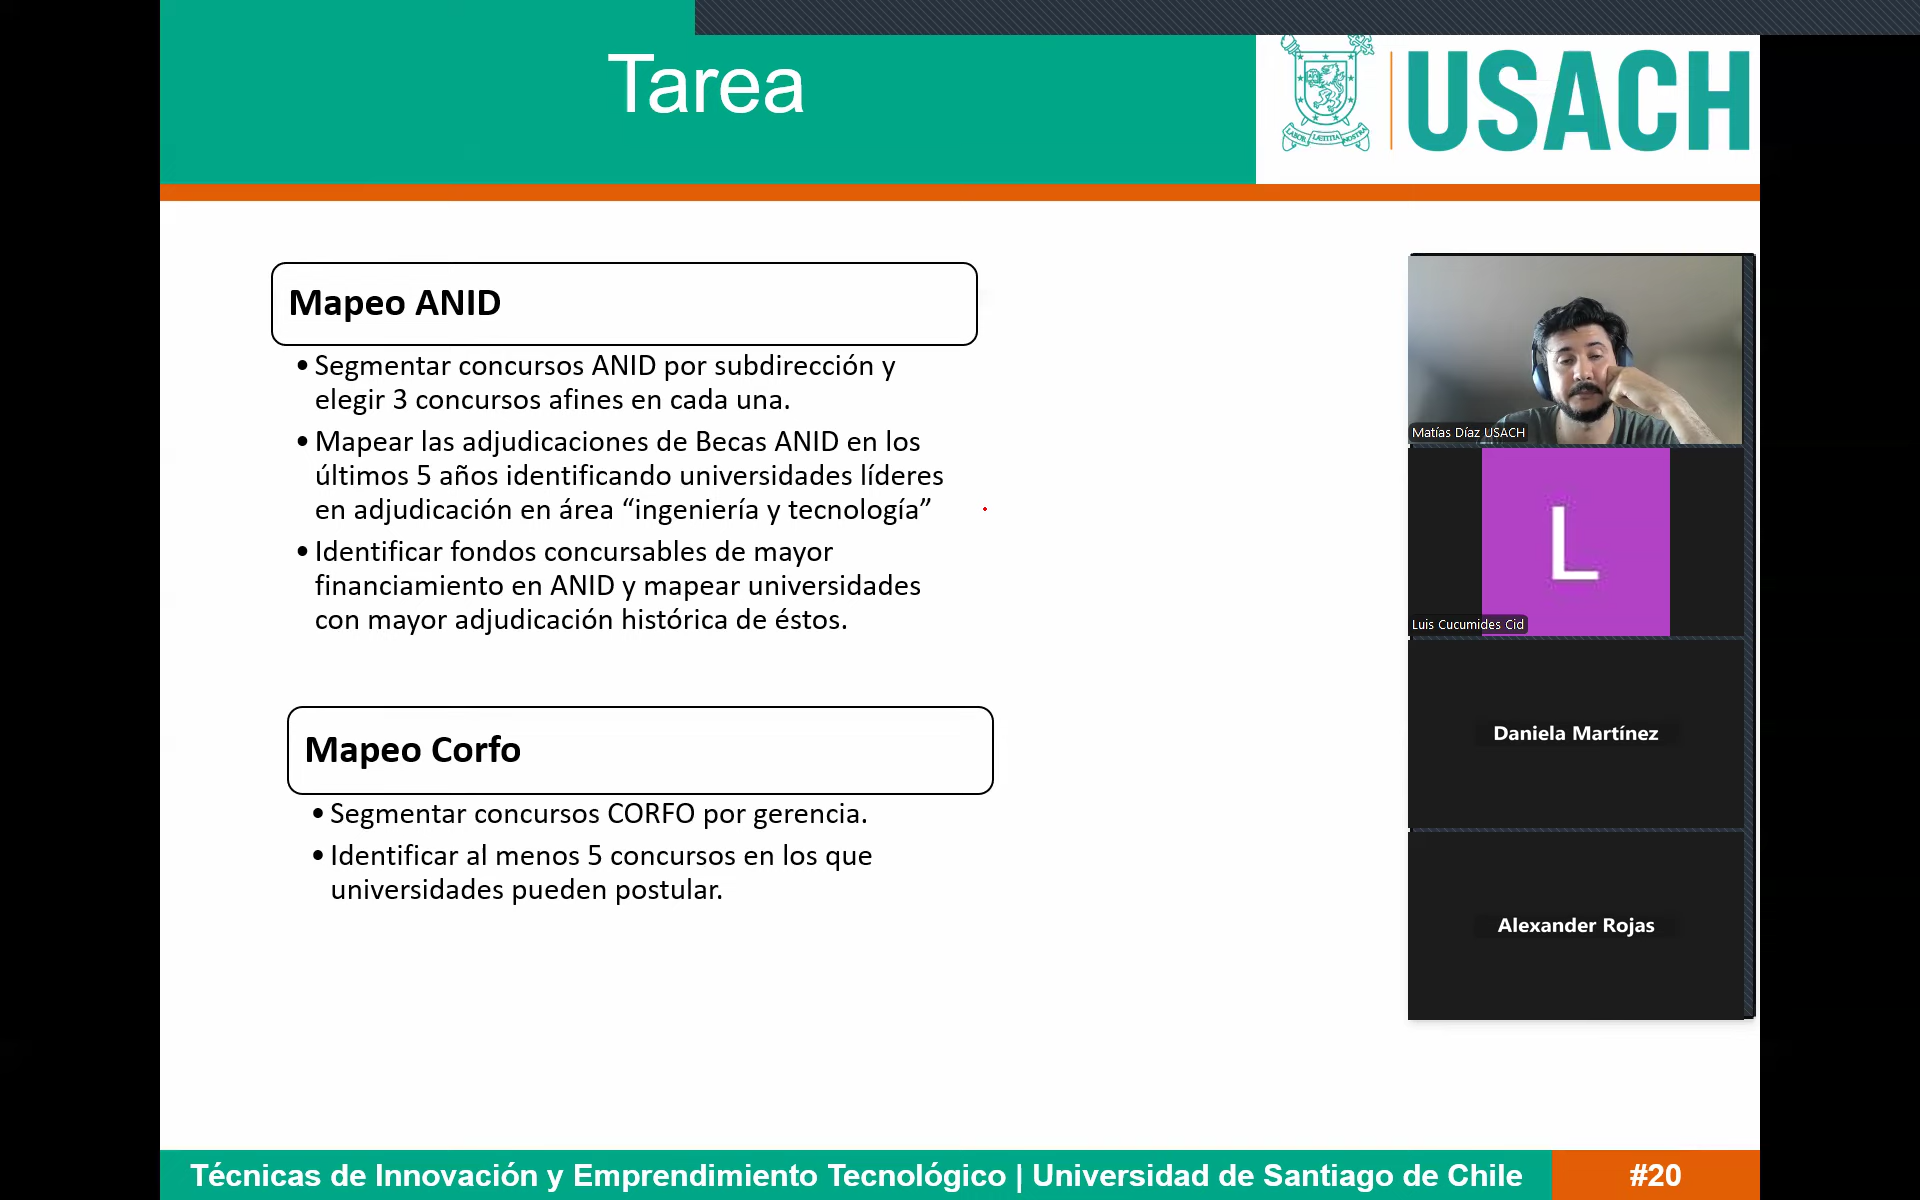 Tarea
LABOR LÆTITIA NOSTRA
USACH
Mapeo ANID
• Segmentar concursos ANID por subdirección y
elegir 3 concursos afines en cada una.
• Mapear las adjudicaciones de Becas ANID en los
últimos 5 años identificando universidades líderes
en adjudicación en área “ingeniería y tecnología”
• Identificar fondos concursables de mayor
financiamiento en ANID y mapear universidades
con mayor adjudicación histórica de éstos.
Mapeo Corfo
• Segmentar concursos CORFO por gerencia.
• Identificar al menos 5 concursos en los que
universidades pueden postular.
Matías Díaz USACH
L
Luis Cucumides Cid
Daniela Martínez
Alexander Rojas
Técnicas de Innovación y Emprendimiento Tecnológico | Universidad de Santiago de Chile
#20